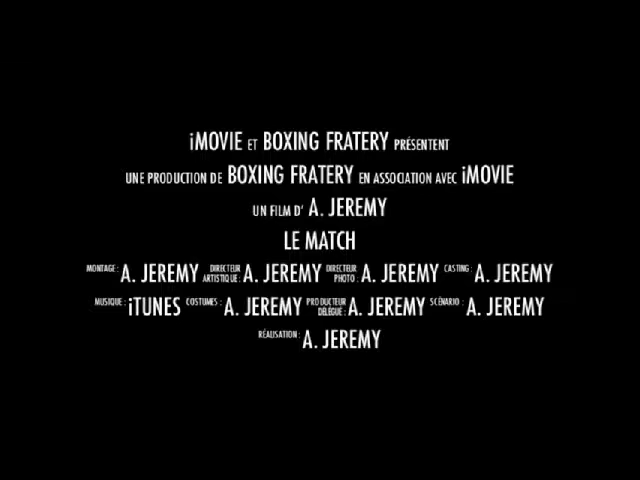 iMOVIE ET BOXING FRATERY PRÉSENTENT
UNE PRODUCTION DE BOXING FRATERY EN ASSOCIATION AVEC iMOVIE
UN FILM D' A. JEREMY
LE MATCH
MONTAGE : A. JEREMY DIRECTEUR ARTISTIQUE : A. JEREMY DIRECTEUR PHOTO : A. JEREMY CASTING : A. JEREMY
MUSIQUE : iTUNES COSTUMES : A. JEREMY PRODUCTEUR DÉLÉGUÉ : A. JEREMY SCÉNARIO : A. JEREMY
RÉALISATION : A. JEREMY